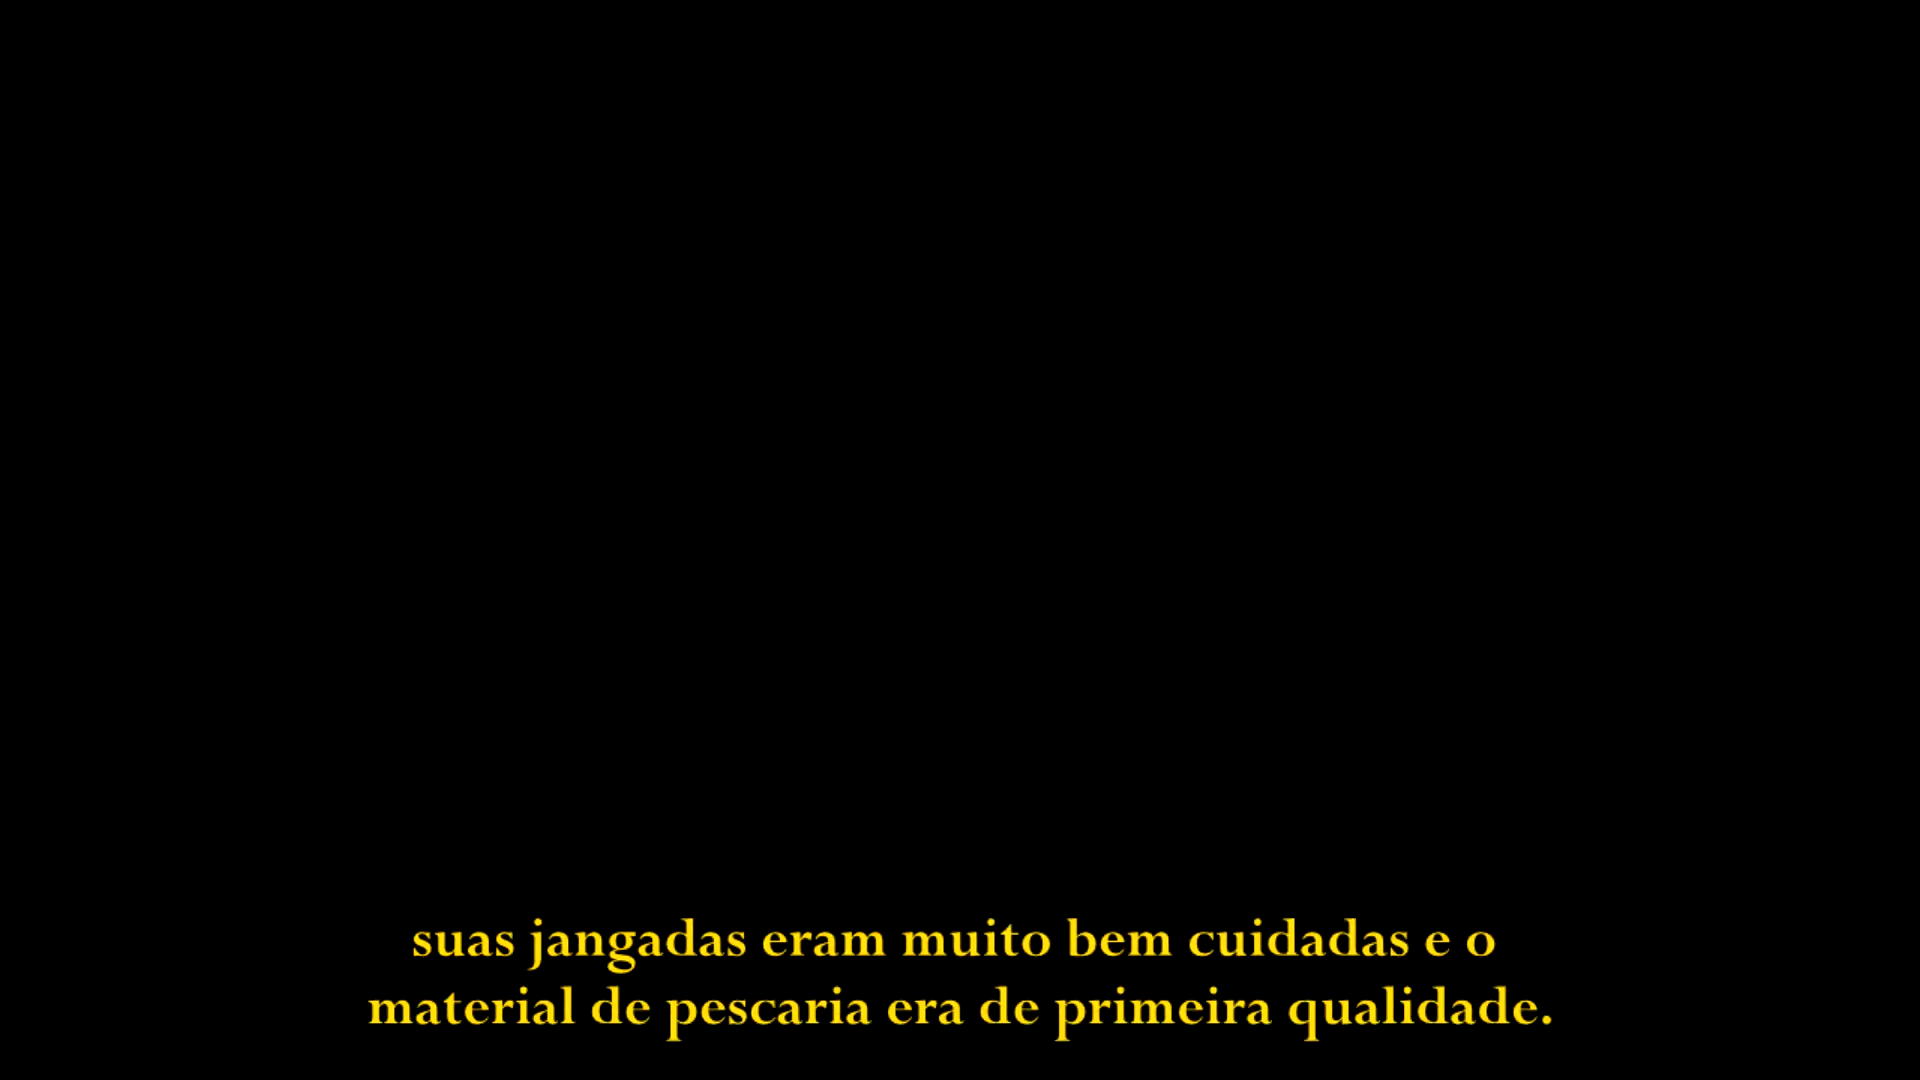 suas jangadas eram muito bem cuidadas e o
material de pescaria era de primeira qualidade.